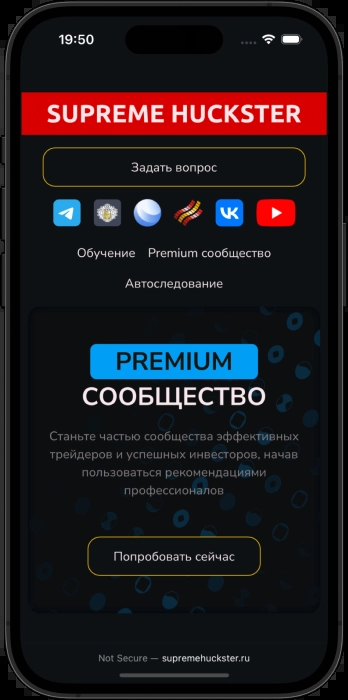 19:50
SUPREME HUCKSTER
Задать вопрос
Обучение Premium сообщество
Автоследование
PREMIUM
СООБЩЕСТВО
Станьте частью сообщества эффективных
трейдеров и успешных инвесторов, начав
пользоваться рекомендациями
профессионалов
Попробовать сейчас
Not Secure — supremehuckster.ru